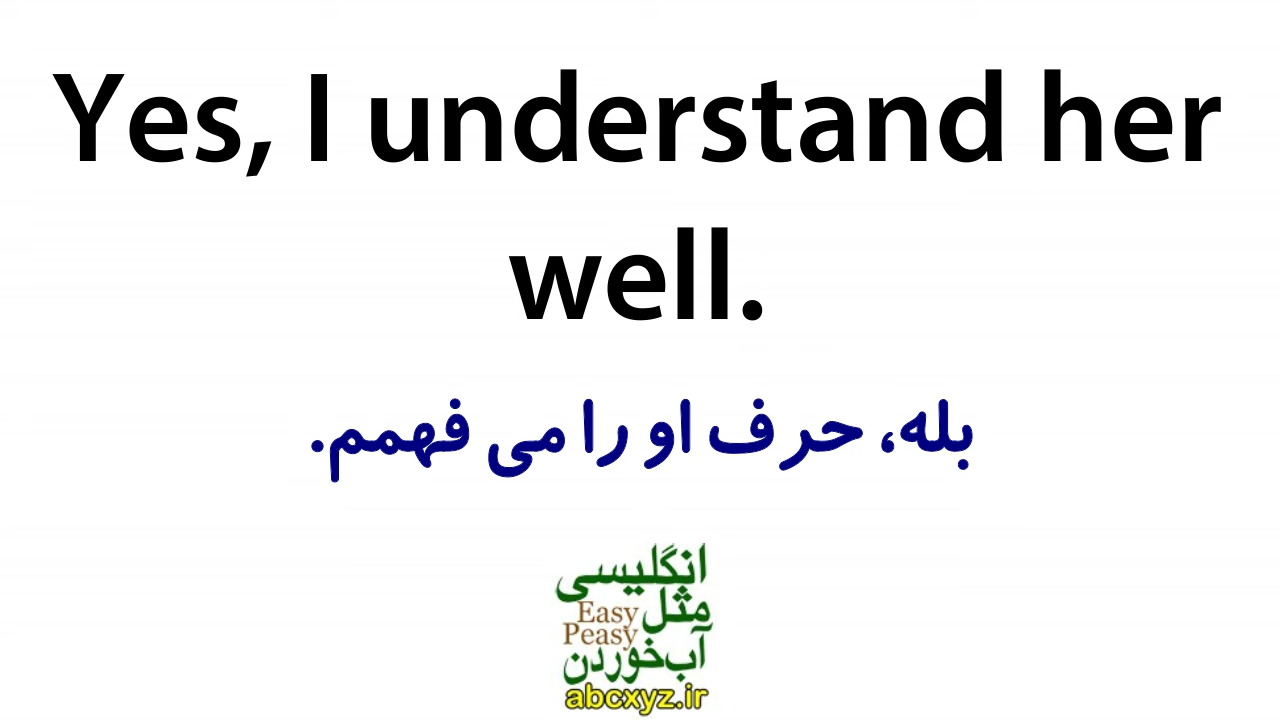 Yes, I understand her
well.
بله، حرف او را می فهمم.
انگلیسی
مثل
Easy
Peasy
آب‌خوردن
abcxyz.ir